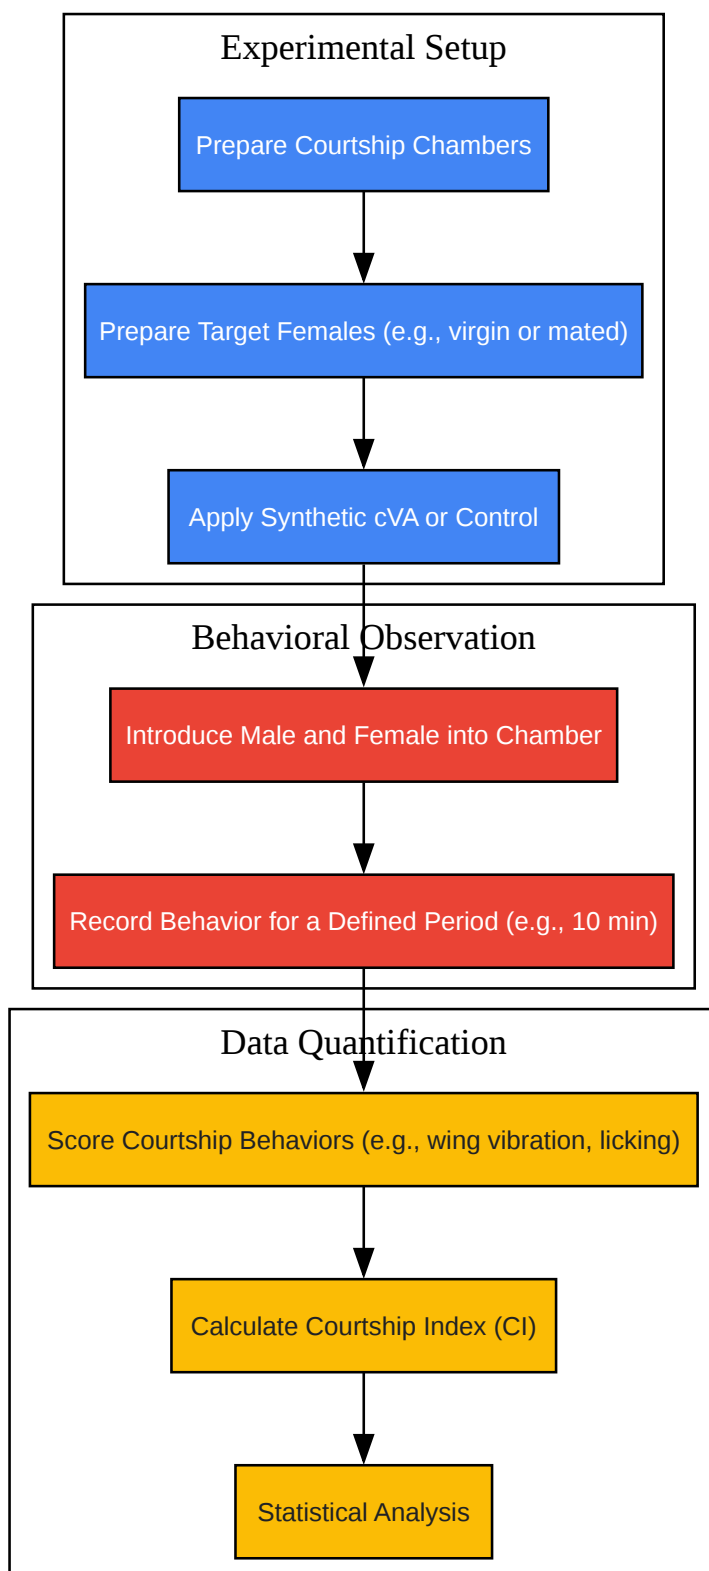 Experimental Setup
Prepare Courtship Chambers
Prepare Target Females (e.g., virgin or mated)
Apply Synthetic cVA or Control
Behavioral Observation
Introduce Male and Female into Chamber
Record Behavior for a Defined Period (e.g., 10 min)
Data Quantification
Score Courtship Behaviors (e.g., wing vibration, licking)
Calculate Courtship Index (CI)
Statistical Analysis